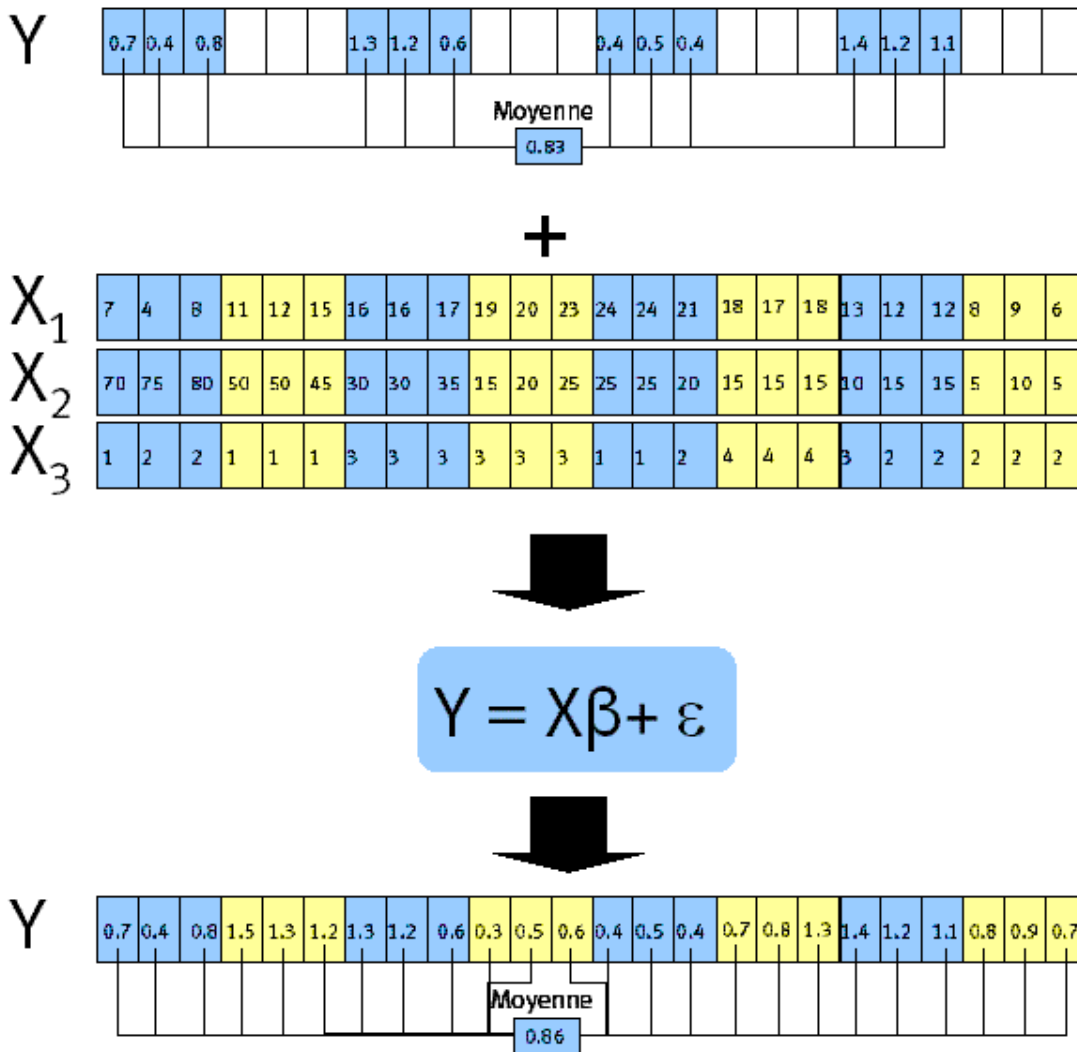 Y 0.7 0.4 0.8 1.3 1.2 0.6 0.4 0.5 0.4 1.4 1.2 1.1
Moyenne
0.83
+
X1 7 4 8 11 12 15 16 16 17 19 20 23 24 24 21 18 17 18 13 12 12 8 9 6
X2 70 75 80 50 50 45 30 30 35 15 20 25 25 25 20 15 15 15 10 15 15 5 10 5
X3 1 2 2 1 1 1 3 3 3 3 3 3 1 1 2 4 4 4 3 2 2 2 2 2
Y = Xβ+ ε
Y 0.7 0.4 0.8 1.5 1.3 1.2 1.3 1.2 0.6 0.3 0.5 0.6 0.4 0.5 0.4 0.7 0.8 1.3 1.4 1.2 1.1 0.8 0.9 0.7
Moyenne
0.86